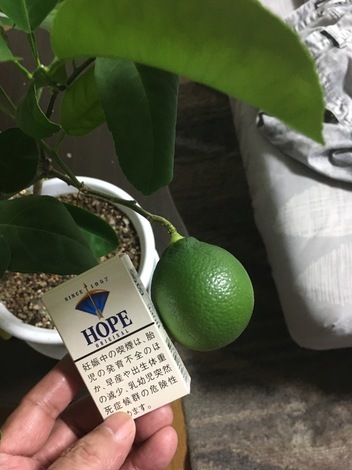 SINCE 1957
HOPE
ORIGINAL
妊娠中の喫煙は、胎
児の発育不全のほ
か、早産や出生体重
の減少、乳幼児突然
死症候群の危険性
めます。